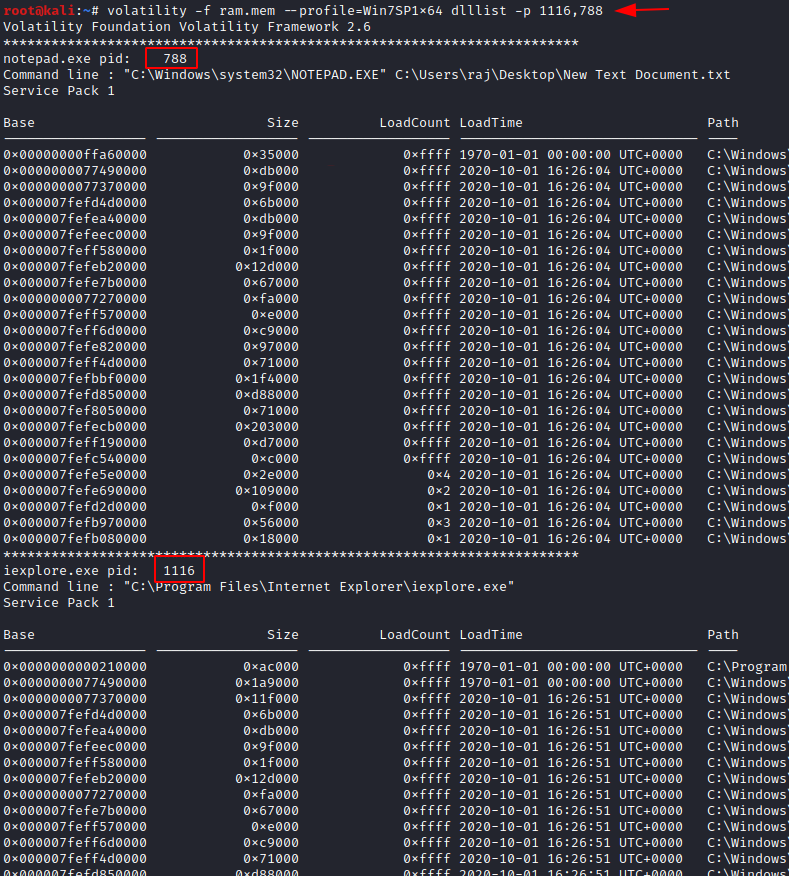 root@kali:~# volatility -f ram.mem --profile=Win7SP1×64 dlllist -p 1116,788
Volatility Foundation Volatility Framework 2.6
************************************************************************
notepad.exe pid:    788
Command line : "C:\Windows\system32\NOTEPAD.EXE" C:\Users\raj\Desktop\New Text Document.txt
Service Pack 1
Base Size LoadCount LoadTime Path
0×00000000ffa60000 0×35000 0×ffff 1970-01-01 00:00:00 UTC+0000 C:\Windows\
0×0000000077490000 0×db000 0×ffff 2020-10-01 16:26:04 UTC+0000 C:\Windows\
0×0000000077370000 0×9f000 0×ffff 2020-10-01 16:26:04 UTC+0000 C:\Windows\
0×000007fefd4d0000 0×6b000 0×ffff 2020-10-01 16:26:04 UTC+0000 C:\Windows\
0×000007fefea40000 0×db000 0×ffff 2020-10-01 16:26:04 UTC+0000 C:\Windows\
0×000007fefeec0000 0×9f000 0×ffff 2020-10-01 16:26:04 UTC+0000 C:\Windows\
0×000007feff580000 0×1f000 0×ffff 2020-10-01 16:26:04 UTC+0000 C:\Windows\
0×000007fefeb20000 0×12d000 0×ffff 2020-10-01 16:26:04 UTC+0000 C:\Windows\
0×000007fefe7b0000 0×67000 0×ffff 2020-10-01 16:26:04 UTC+0000 C:\Windows\
0×0000000077270000 0×fa000 0×ffff 2020-10-01 16:26:04 UTC+0000 C:\Windows\
0×000007feff570000 0×e000 0×ffff 2020-10-01 16:26:04 UTC+0000 C:\Windows\
0×000007feff6d0000 0×c9000 0×ffff 2020-10-01 16:26:04 UTC+0000 C:\Windows\
0×000007fefe820000 0×97000 0×ffff 2020-10-01 16:26:04 UTC+0000 C:\Windows\
0×000007feff4d0000 0×71000 0×ffff 2020-10-01 16:26:04 UTC+0000 C:\Windows\
0×000007fefbbf0000 0×1f4000 0×ffff 2020-10-01 16:26:04 UTC+0000 C:\Windows\
0×000007fefd850000 0×d88000 0×ffff 2020-10-01 16:26:04 UTC+0000 C:\Windows\
0×000007fef8050000 0×71000 0×ffff 2020-10-01 16:26:04 UTC+0000 C:\Windows\
0×000007fefecb0000 0×203000 0×ffff 2020-10-01 16:26:04 UTC+0000 C:\Windows\
0×000007feff190000 0×d7000 0×ffff 2020-10-01 16:26:04 UTC+0000 C:\Windows\
0×000007fefc540000 0×c000 0×ffff 2020-10-01 16:26:04 UTC+0000 C:\Windows\
0×000007fefe5e0000 0×2e000 0×4 2020-10-01 16:26:04 UTC+0000 C:\Windows\
0×000007fefe690000 0×109000 0×2 2020-10-01 16:26:04 UTC+0000 C:\Windows\
0×000007fefd2d0000 0×f000 0×1 2020-10-01 16:26:04 UTC+0000 C:\Windows\
0×000007fefb970000 0×56000 0×3 2020-10-01 16:26:04 UTC+0000 C:\Windows\
0×000007fefb080000 0×18000 0×1 2020-10-01 16:26:04 UTC+0000 C:\Windows\
************************************************************************
iexplore.exe pid:   1116
Command line : "C:\Program Files\Internet Explorer\iexplore.exe"
Service Pack 1
Base Size LoadCount LoadTime Path
0×0000000000210000 0×ac000 0×ffff 1970-01-01 00:00:00 UTC+0000 C:\Program
0×0000000077490000 0×1a9000 0×ffff 1970-01-01 00:00:00 UTC+0000 C:\Windows\
0×0000000077370000 0×11f000 0×ffff 2020-10-01 16:26:51 UTC+0000 C:\Windows\
0×000007fefd4d0000 0×6b000 0×ffff 2020-10-01 16:26:51 UTC+0000 C:\Windows\
0×000007fefea40000 0×db000 0×ffff 2020-10-01 16:26:51 UTC+0000 C:\Windows\
0×000007fefeec0000 0×9f000 0×ffff 2020-10-01 16:26:51 UTC+0000 C:\Windows\
0×000007feff580000 0×1f000 0×ffff 2020-10-01 16:26:51 UTC+0000 C:\Windows\
0×000007fefeb20000 0×12d000 0×ffff 2020-10-01 16:26:51 UTC+0000 C:\Windows\
0×0000000077270000 0×fa000 0×ffff 2020-10-01 16:26:51 UTC+0000 C:\Windows\
0×000007fefe7b0000 0×67000 0×ffff 2020-10-01 16:26:51 UTC+0000 C:\Windows\
0×000007feff570000 0×e000 0×ffff 2020-10-01 16:26:51 UTC+0000 C:\Windows\
0×000007feff6d0000 0×c9000 0×ffff 2020-10-01 16:26:51 UTC+0000 C:\Windows\
0×000007feff4d0000 0×71000 0×ffff 2020-10-01 16:26:51 UTC+0000 C:\Windows\
0×000007fefd850000 0×d88000 0×ffff 2020-10-01 16:26:51 UTC+0000 C:\Windows\